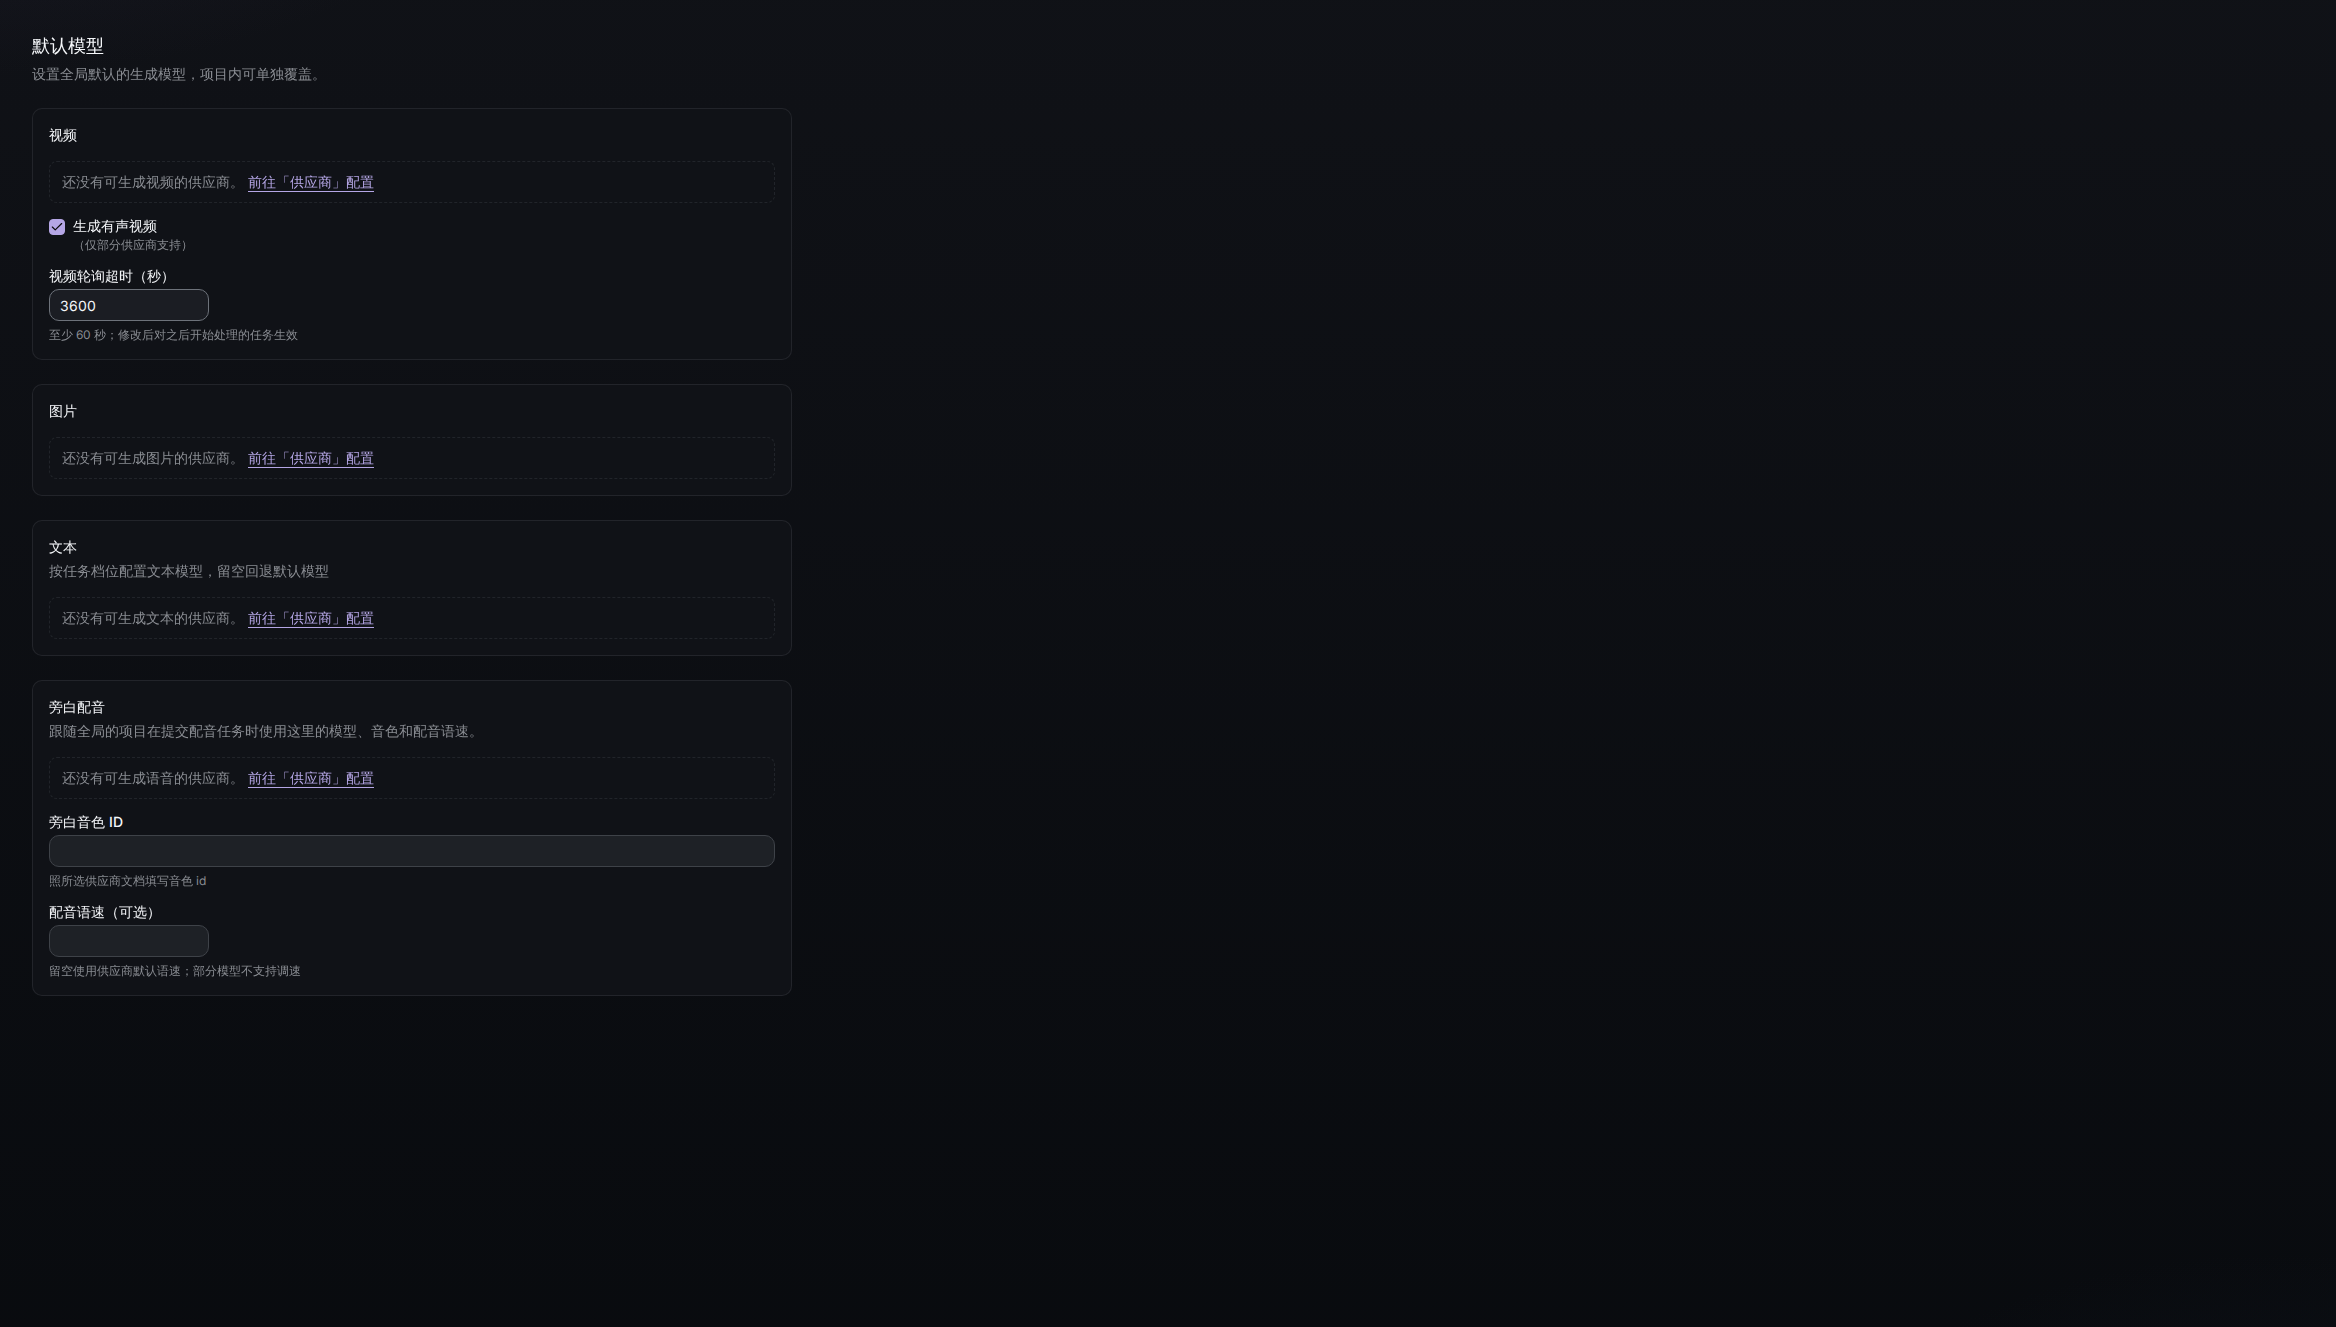 默认模型
设置全局默认的生成模型，项目内可单独覆盖。
视频
还没有可生成视频的供应商。 前往「供应商」配置
生成有声视频
（仅部分供应商支持）
视频轮询超时（秒）
3600
至少 60 秒；修改后对之后开始处理的任务生效
图片
还没有可生成图片的供应商。 前往「供应商」配置
文本
按任务档位配置文本模型，留空回退默认模型
还没有可生成文本的供应商。 前往「供应商」配置
旁白配音
跟随全局的项目在提交配音任务时使用这里的模型、音色和配音语速。
还没有可生成语音的供应商。 前往「供应商」配置
旁白音色 ID
照所选供应商文档填写音色 id
配音语速（可选）
留空使用供应商默认语速；部分模型不支持调速